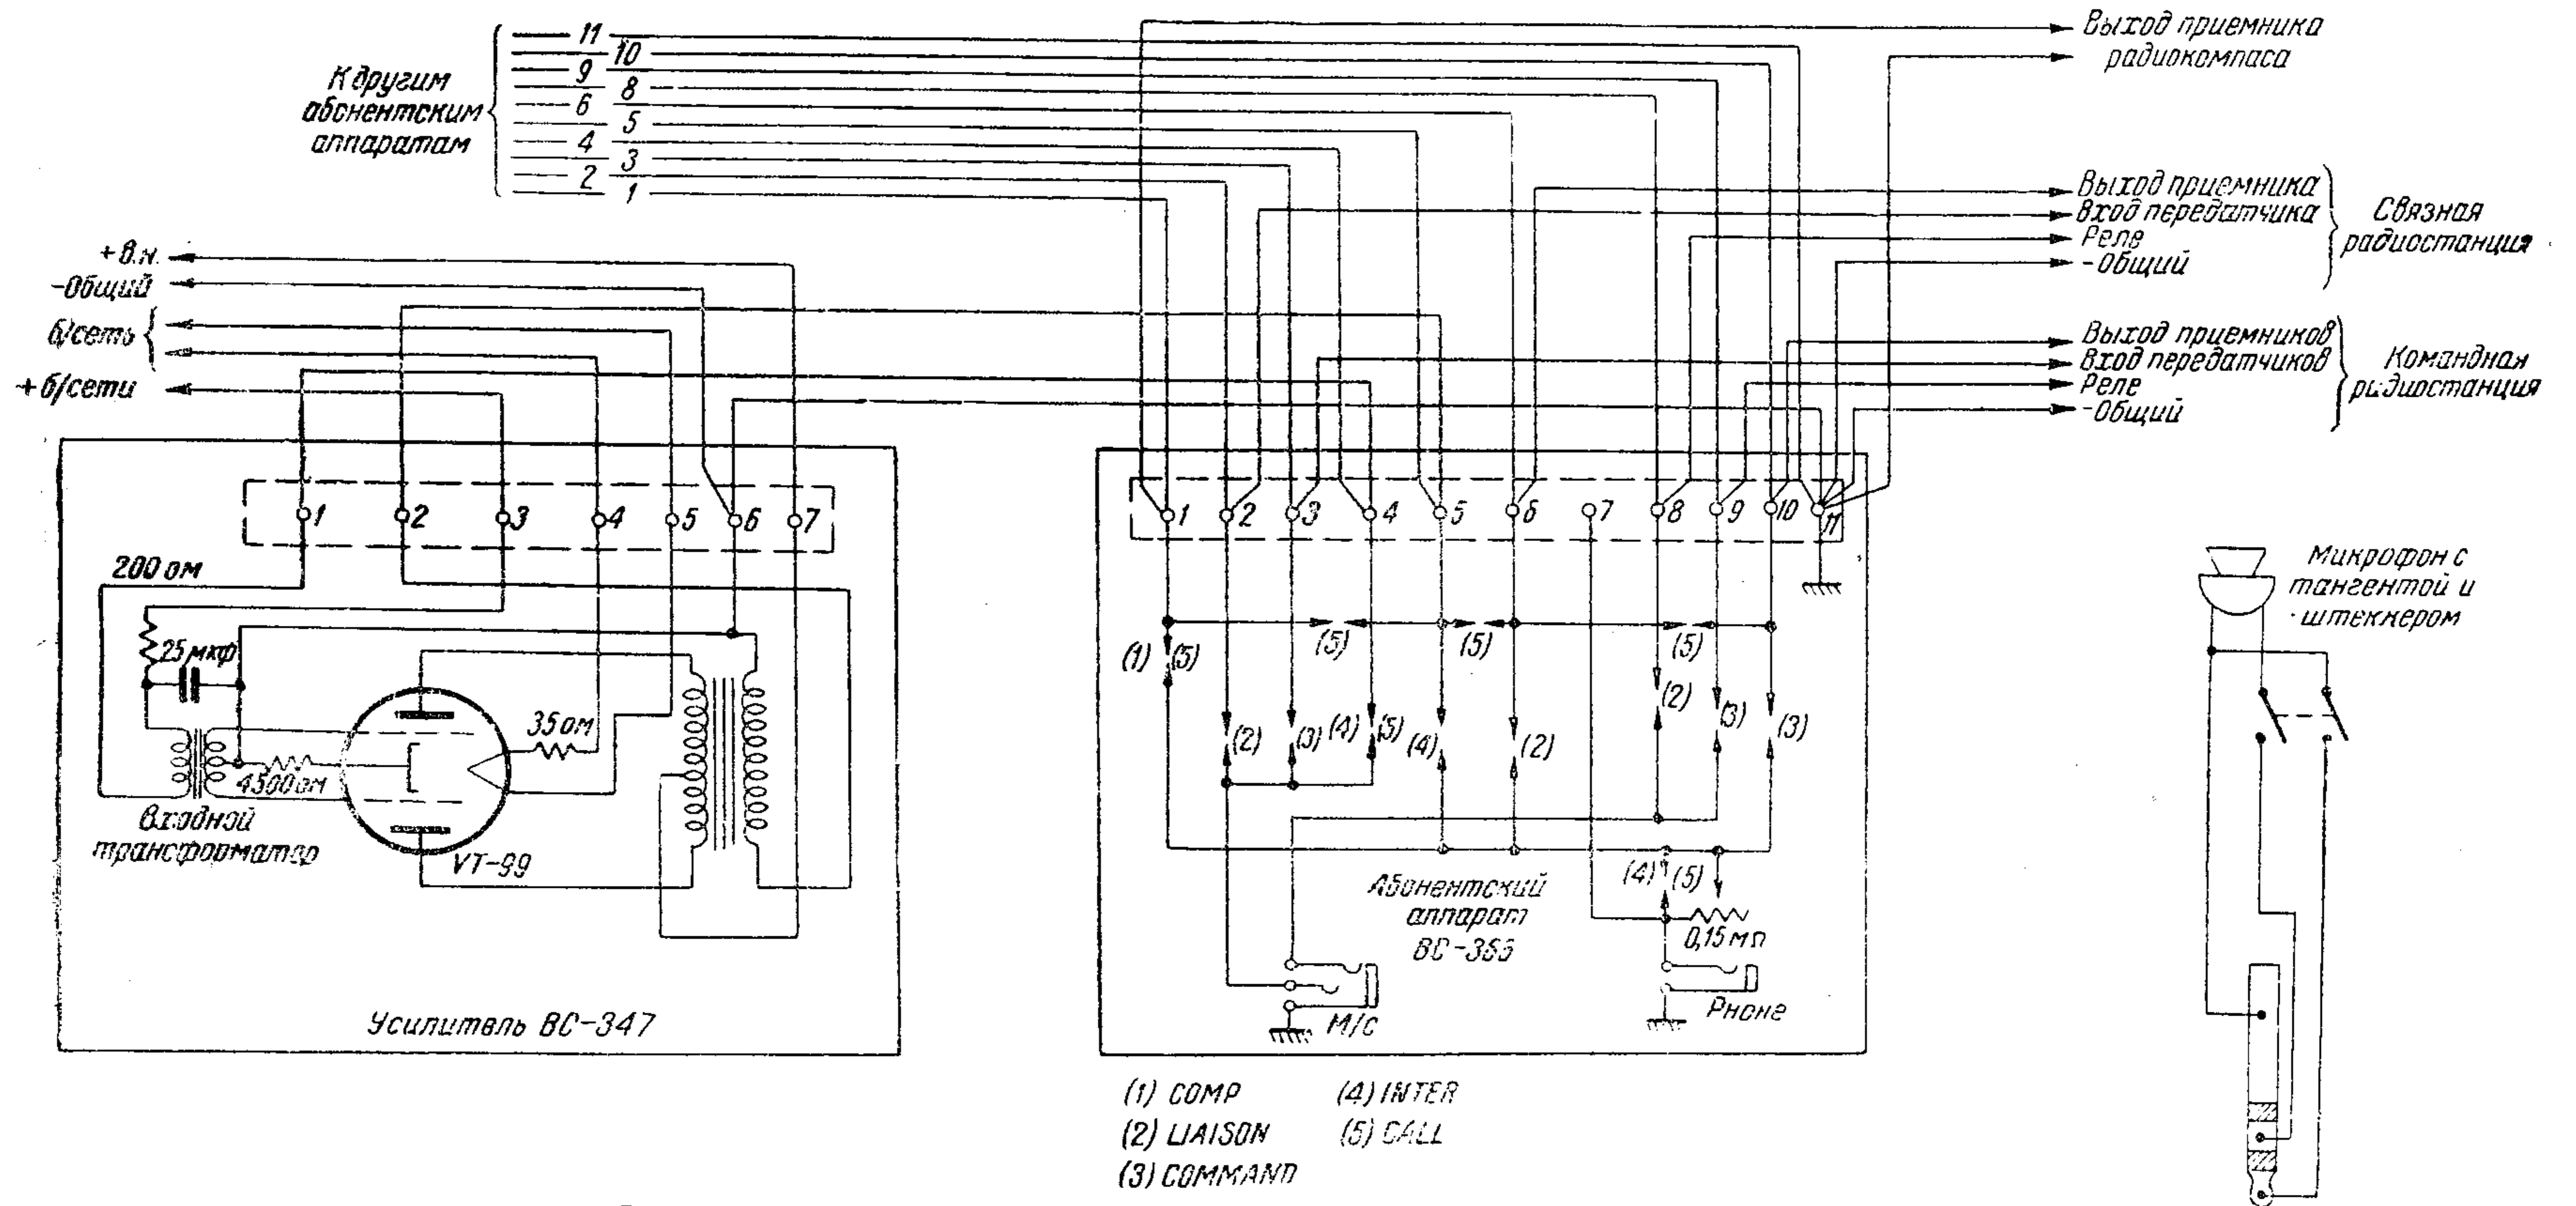 К другим
абонентским
аппаратам
11
10
9
8
6
5
4
3
2
1
Выход приемника
радиокомпаса
Выход приемника
Вход передатчика
Реле
-Общий
Связная
радиостанция
Выход приемников
Вход передатчиков
Реле
-Общий
Командная
радиостанция
+В.н.
-Общий
б/сеть
+б/сети
1 2 3 4 5 6 7
200 ом
25 мкф
35 ом
4500 ом
Входной
трансформатор
VT-99
Усилитель ВС-347
1 2 3 4 5 6 7 8 9 10 11
(5) (5) (5)
(1) (5)
(2) (3)
(2) (3) (4) (5) (4) (2) (3)
(4) (5)
Абонентский
аппарат
ВС-366
0,15 мΩ
М/С
Phone
(1) COMP
(2) LIAISON
(3) COMMAND
(4) INTER
(5) CALL
Микрофон с
тангентой и
штеккером